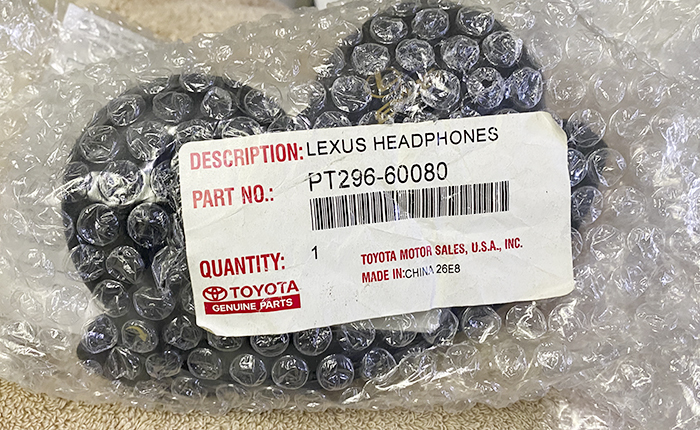 DESCRIPTION: LEXUS HEADPHONES
PART NO.: PT296-60080
QUANTITY: 1
TOYOTA MOTOR SALES, U.S.A., INC.
MADE IN: CHINA 26E8
TOYOTA
GENUINE PARTS